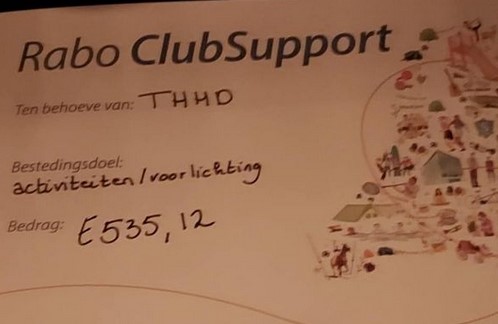 Rabo ClubSupport
Ten behoeve van: THHD
Bestedingsdoel:
activiteiten/voorlichting
Bedrag: €535,12